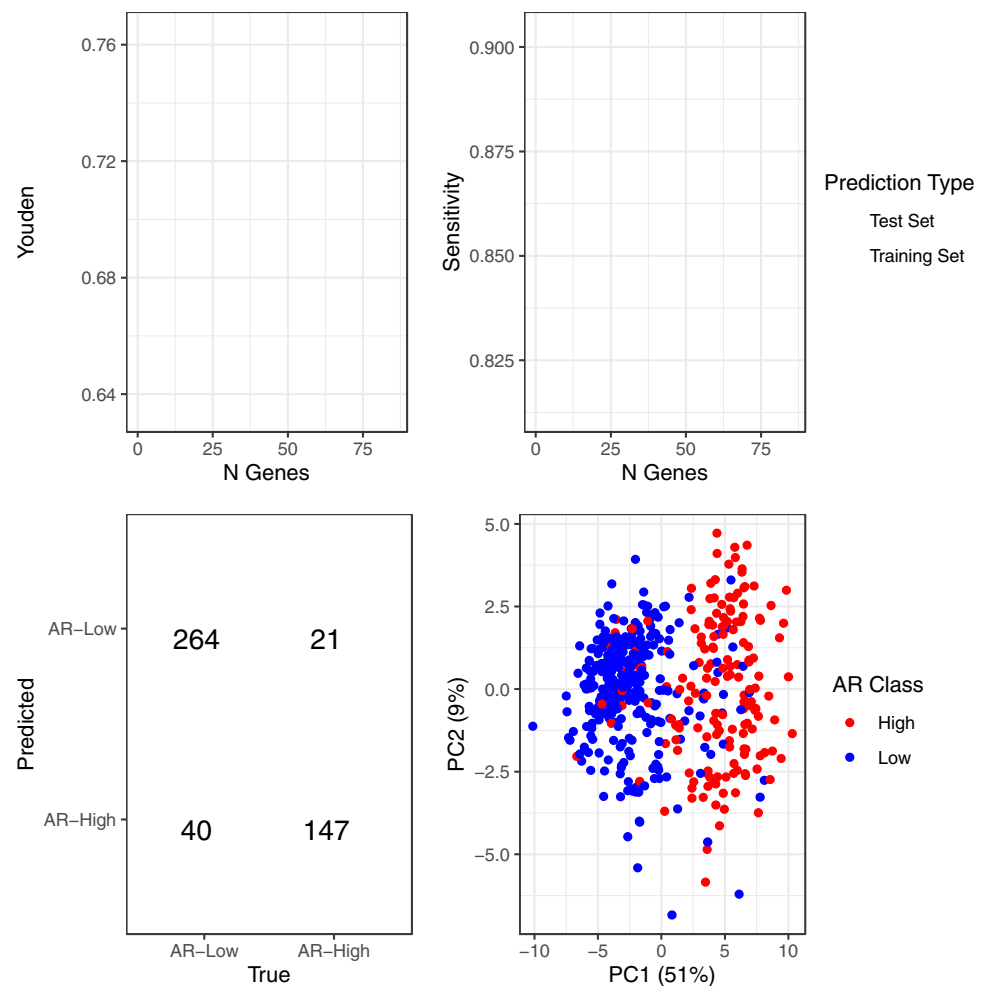 0.76
0.72
0.68
0.64
Youden
0 25 50 75
N Genes
0.900
0.875
0.850
0.825
Sensitivity
0 25 50 75
N Genes
Prediction Type
Test Set
Training Set
AR−Low
AR−High
Predicted
264 21
40 147
AR−Low AR−High
True
5.0
2.5
0.0
−2.5
−5.0
PC2 (9%)
−10 −5 0 5 10
PC1 (51%)
AR Class
High
Low